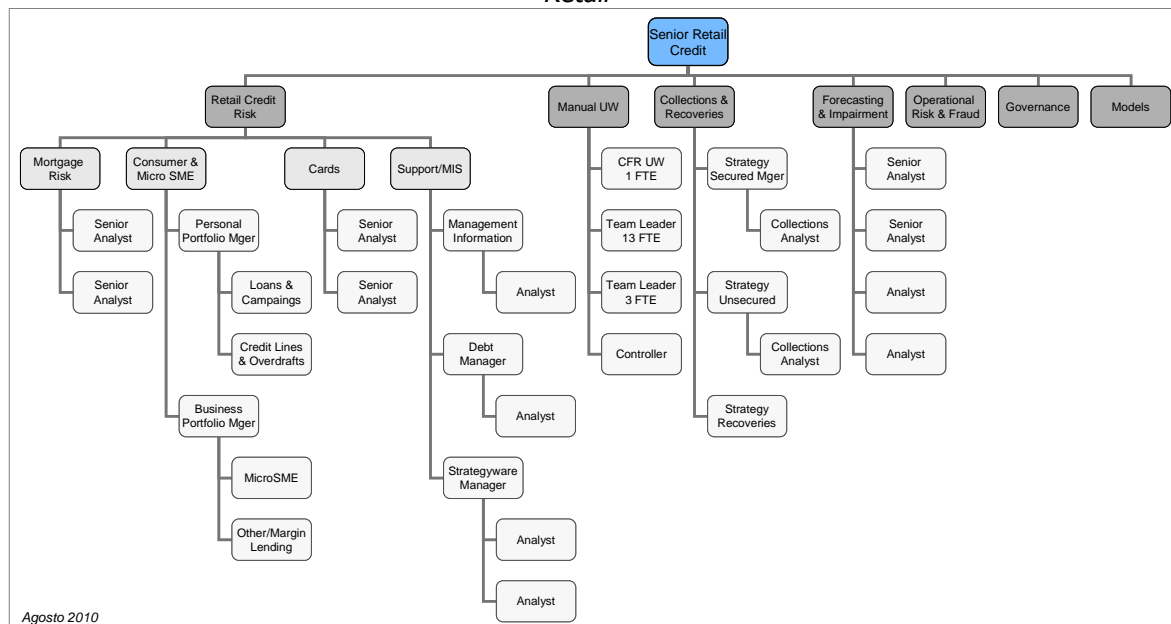 Retail
Senior Retail
Credit
Retail Credit
Risk
Manual UW
Collections &
Recoveries
Forecasting
& Impairment
Operational
Risk & Fraud
Governance
Models
Mortgage
Risk
Consumer &
Micro SME
Cards
Support/MIS
CFR UW
1 FTE
Strategy
Secured Mger
Senior
Analyst
Senior
Analyst
Personal
Portfolio Mger
Senior
Analyst
Management
Information
Team Leader
13 FTE
Collections
Analyst
Senior
Analyst
Senior
Analyst
Loans &
Campaings
Senior
Analyst
Analyst
Team Leader
3 FTE
Strategy
Unsecured
Analyst
Credit Lines
& Overdrafts
Debt
Manager
Controller
Collections
Analyst
Analyst
Business
Portfolio Mger
Analyst
Strategy
Recoveries
MicroSME
Strategyware
Manager
Other/Margin
Lending
Analyst
Analyst
Agosto 2010